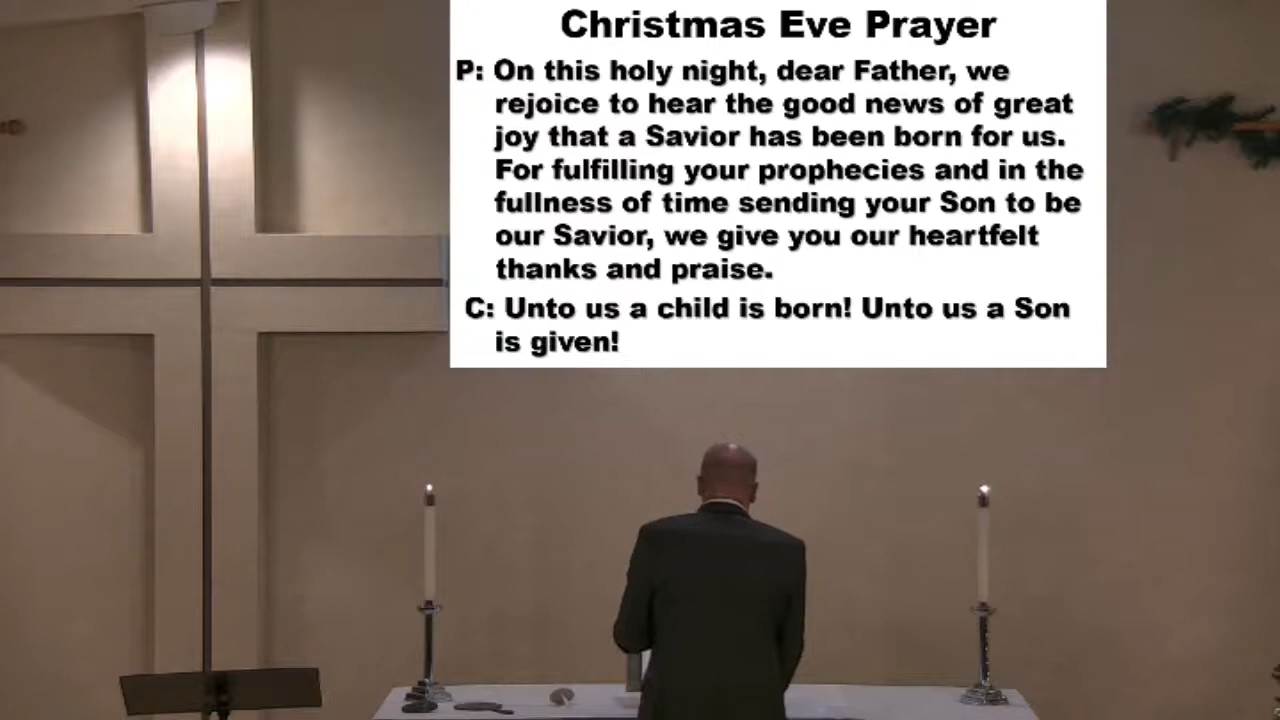 Christmas Eve Prayer
P: On this holy night, dear Father, we
rejoice to hear the good news of great
joy that a Savior has been born for us.
For fulfilling your prophecies and in the
fullness of time sending your Son to be
our Savior, we give you our heartfelt
thanks and praise.
C: Unto us a child is born! Unto us a Son
is given!